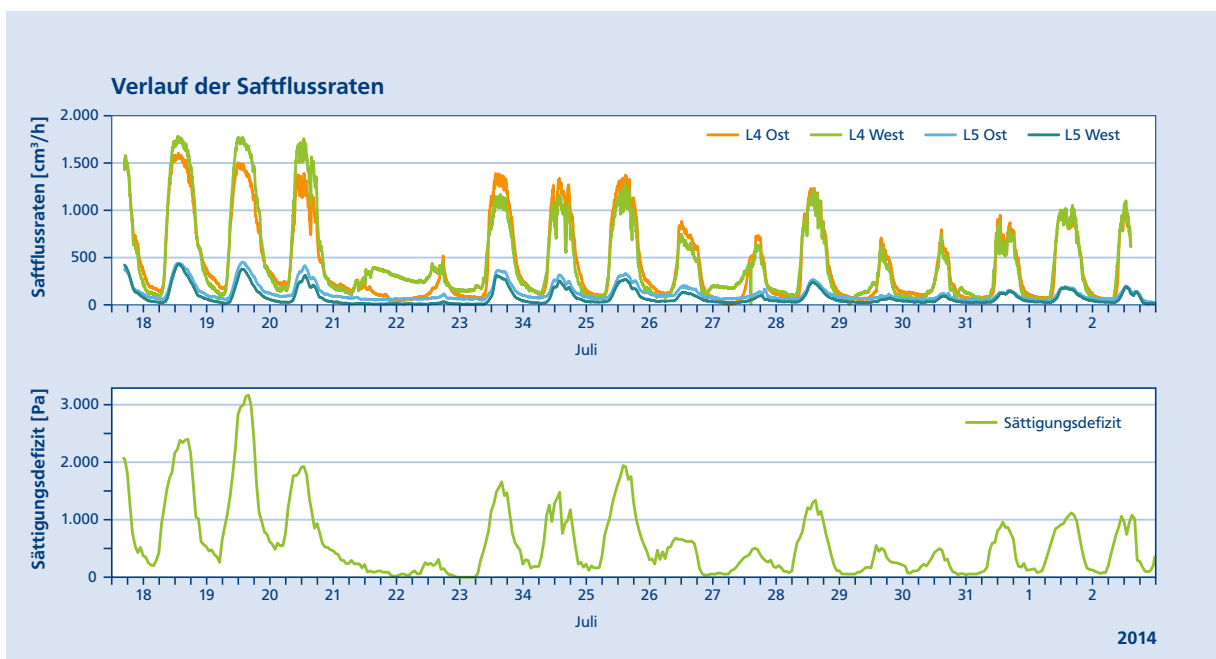 Verlauf der Saftflussraten
Saftflussraten [cm³/h]
2.000
1.500
1.000
500
0
L4 Ost L4 West L5 Ost L5 West
18 19 20 21 22 23 34 25 26 27 28 29 30 31 1 2
Juli
Sättigungsdefizit [Pa]
3.000
2.000
1.000
0
Sättigungsdefizit
18 19 20 21 22 23 34 25 26 27 28 29 30 31 1 2
Juli
2014